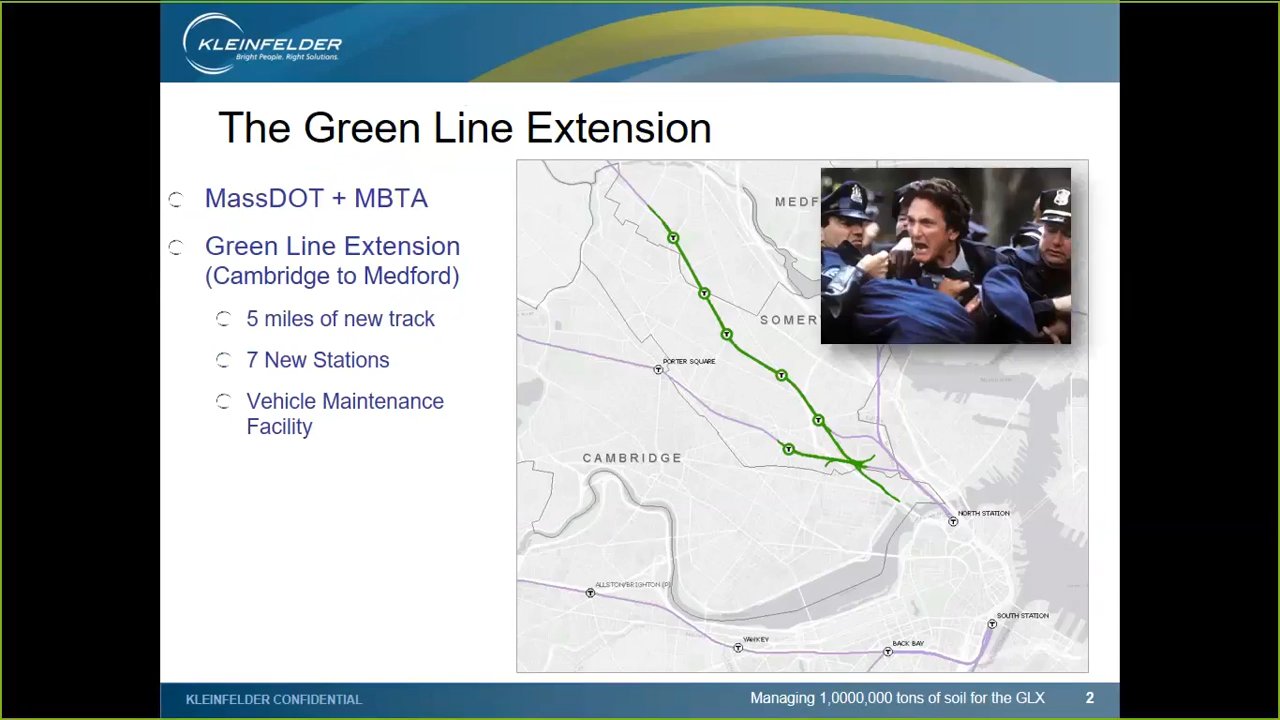 KLEINFELDER
Bright People. Right Solutions.
The Green Line Extension
MassDOT + MBTA
Green Line Extension
(Cambridge to Medford)
5 miles of new track
7 New Stations
Vehicle Maintenance
Facility
MEDF
SOMER
PORTER SQUARE
CAMBRIDGE
NORTH STATION
ALLSTON/BRIGHTON (P)
SOUTH STATION
YAWKEY
BACK BAY
KLEINFELDER CONFIDENTIAL
Managing 1,0000,000 tons of soil for the GLX
2